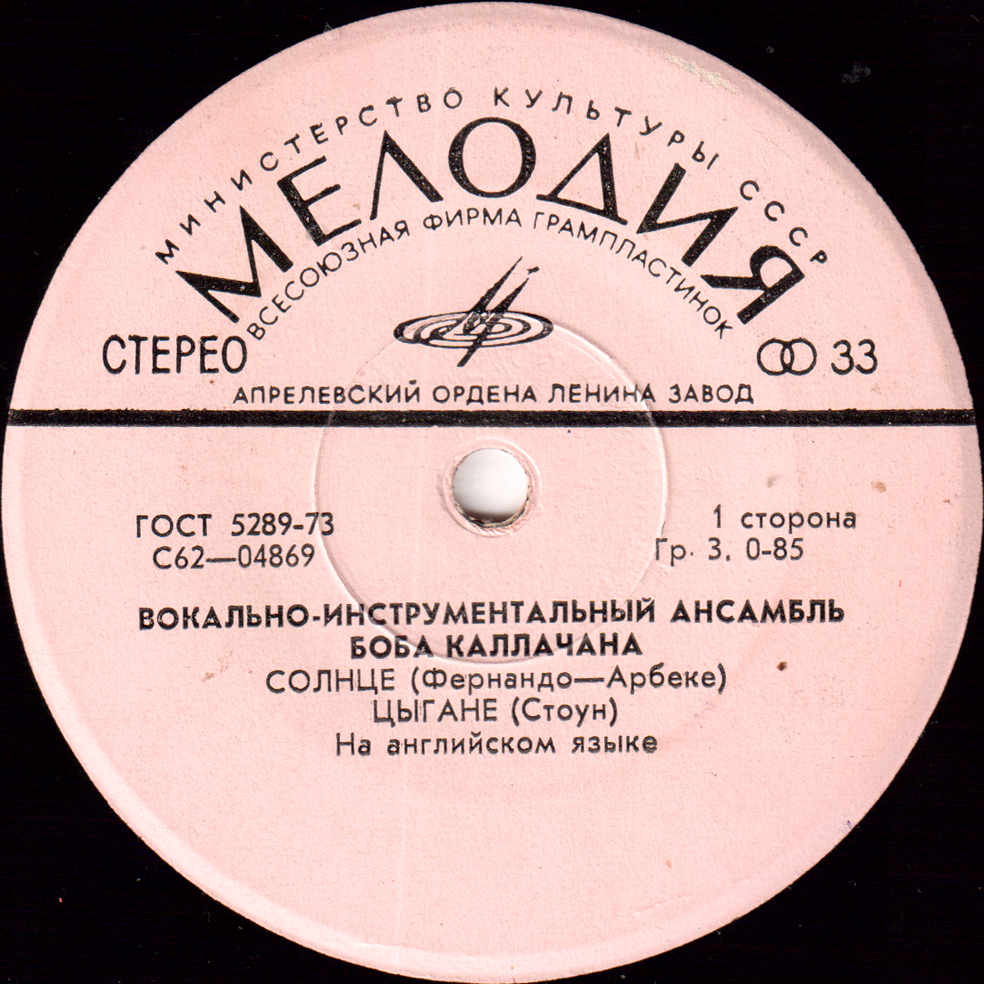 МИНИСТЕРСТВО КУЛЬТУРЫ СССР
МЕЛОДИЯ
ВСЕСОЮЗНАЯ ФИРМА ГРАМПЛАСТИНОК
СТЕРЕО
33
АПРЕЛЕВСКИЙ ОРДЕНА ЛЕНИНА ЗАВОД
ГОСТ 5289-73
1 сторона
С62—04869
Гр. 3. 0-85
ВОКАЛЬНО-ИНСТРУМЕНТАЛЬНЫЙ АНСАМБЛЬ
БОБА КАЛЛАЧАНА
СОЛНЦЕ (Фернандо—Арбеке)
ЦЫГАНЕ (Стоун)
На английском языке